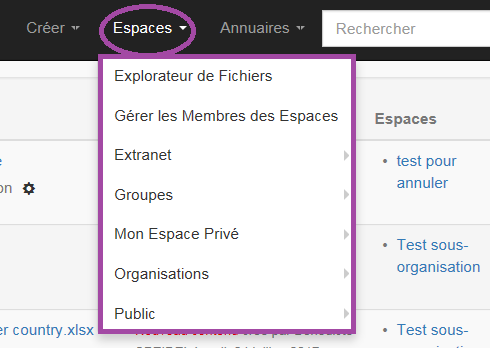 Créer Espaces Annuaires Rechercher
Explorateur de Fichiers
Gérer les Membres des Espaces
Extranet
Groupes
Mon Espace Privé
Organisations
Public
Espaces
• test pour
annuler
• Test sous-
organisation
er country.xlsx
• Test sous-
organisation